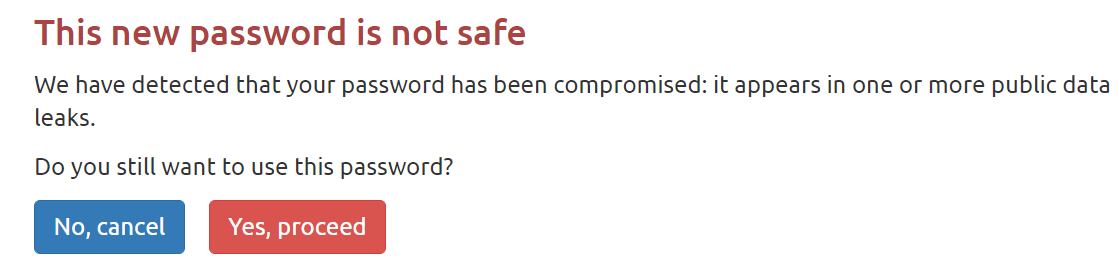 This new password is not safe
We have detected that your password has been compromised: it appears in one or more public data
leaks.
Do you still want to use this password?
No, cancel Yes, proceed